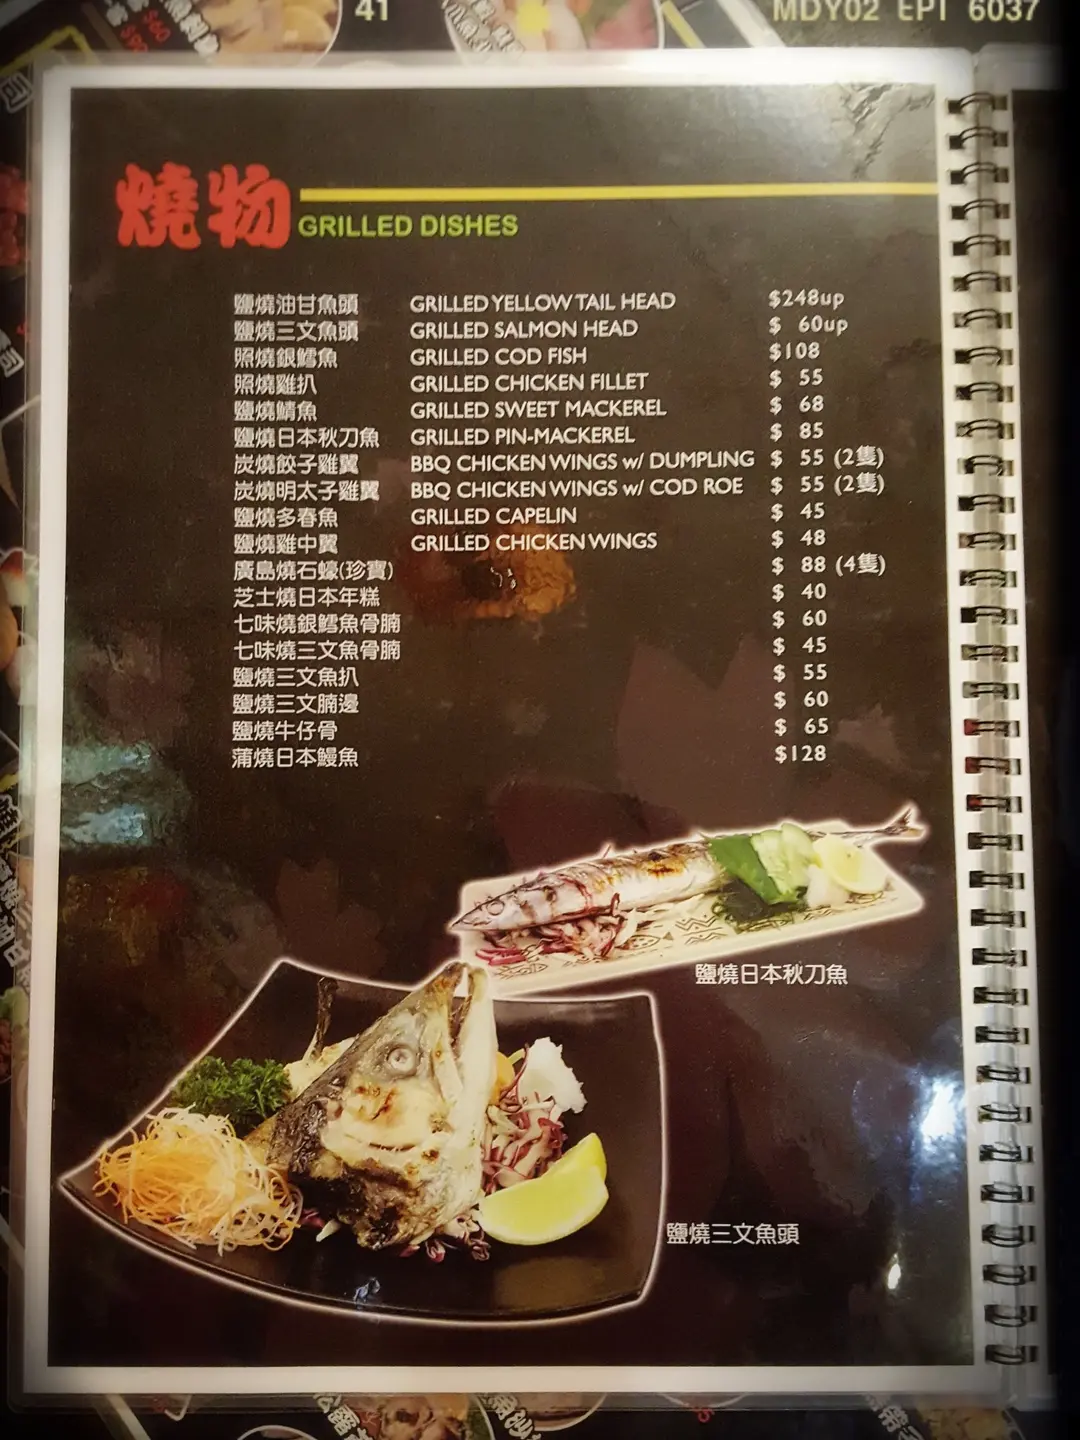 41
MDY02 EPI 6037
燒物 GRILLED DISHES
鹽燒油甘魚頭 GRILLED YELLOW TAIL HEAD $248up
鹽燒三文魚頭 GRILLED SALMON HEAD $ 60up
照燒銀鱈魚 GRILLED COD FISH $108
照燒雞扒 GRILLED CHICKEN FILLET $ 55
鹽燒鯖魚 GRILLED SWEET MACKEREL $ 68
鹽燒日本秋刀魚 GRILLED PIN-MACKEREL $ 85
炭燒餃子雞翼 BBQ CHICKEN WINGS w/ DUMPLING $ 55 (2隻)
炭燒明太子雞翼 BBQ CHICKEN WINGS w/ COD ROE $ 55 (2隻)
鹽燒多春魚 GRILLED CAPELIN $ 45
鹽燒雞中翼 GRILLED CHICKEN WINGS $ 48
廣島燒石蠔(珍寶) $ 88 (4隻)
芝士燒日本年糕 $ 40
七味燒銀鱈魚骨腩 $ 60
七味燒三文魚骨腩 $ 45
鹽燒三文魚扒 $ 55
鹽燒三文腩邊 $ 60
鹽燒牛仔骨 $ 65
蒲燒日本鰻魚 $128
鹽燒日本秋刀魚
鹽燒三文魚頭